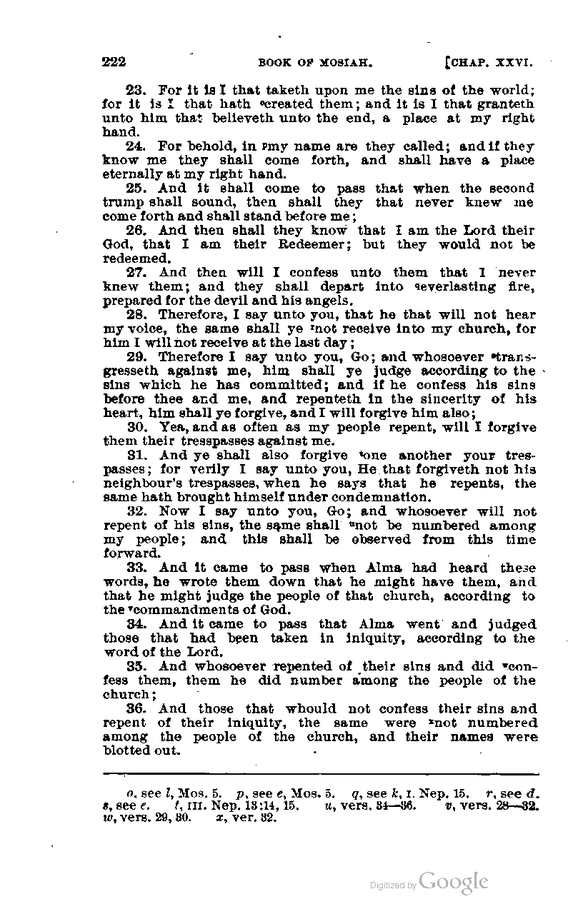 222 BOOK OF MOSIAH. [CHAP. XXVI.
23. For it is I that taketh upon me the sins of the world;
for it is I that hath ᵒcreated them; and it is I that granteth
unto him that believeth unto the end, a place at my right
hand.
24. For behold, in ᵖmy name are they called; and if they
know me they shall come forth, and shall have a place
eternally at my right hand.
25. And it shall come to pass that when the second
trump shall sound, then shall they that never knew me
come forth and shall stand before me;
26. And then shall they know that I am the Lord their
God, that I am their Redeemer; but they would not be
redeemed.
27. And then will I confess unto them that I never
knew them; and they shall depart into ᑫeverlasting fire,
prepared for the devil and his angels.
28. Therefore, I say unto you, that he that will not hear
my voice, the same shall ye ʳnot receive into my church, for
him I will not receive at the last day;
29. Therefore I say unto you, Go; and whosoever ˢtrans-
gresseth against me, him shall ye judge according to the
sins which he has committed; and if he confess his sins
before thee and me, and repenteth in the sincerity of his
heart, him shall ye forgive, and I will forgive him also;
30. Yea, and as often as my people repent, will I forgive
them their tresspasses against me.
31. And ye shall also forgive ᵗone another your tres-
passes; for verily I say unto you, He that forgiveth not his
neighbour's trespasses, when he says that he repents, the
same hath brought himself under condemnation.
32. Now I say unto you, Go; and whosoever will not
repent of his sins, the same shall ᵘnot be numbered among
my people; and this shall be observed from this time
forward.
33. And it came to pass when Alma had heard these
words, he wrote them down that he might have them, and
that he might judge the people of that church, according to
the ᵛcommandments of God.
34. And it came to pass that Alma went and judged
those that had been taken in iniquity, according to the
word of the Lord.
35. And whosoever repented of their sins and did ʷcon-
fess them, them he did number among the people of the
church;
36. And those that whould not confess their sins and
repent of their iniquity, the same were ˣnot numbered
among the people of the church, and their names were
blotted out.
o, see l, Mos. 5. p, see e, Mos. 5. q, see k, I. Nep. 15. r, see d.
s, see e. t, III. Nep. 13:14, 15. u, vers. 34—36. v, vers. 28—32.
w, vers. 29, 30. x, ver. 32.
Digitized by Google